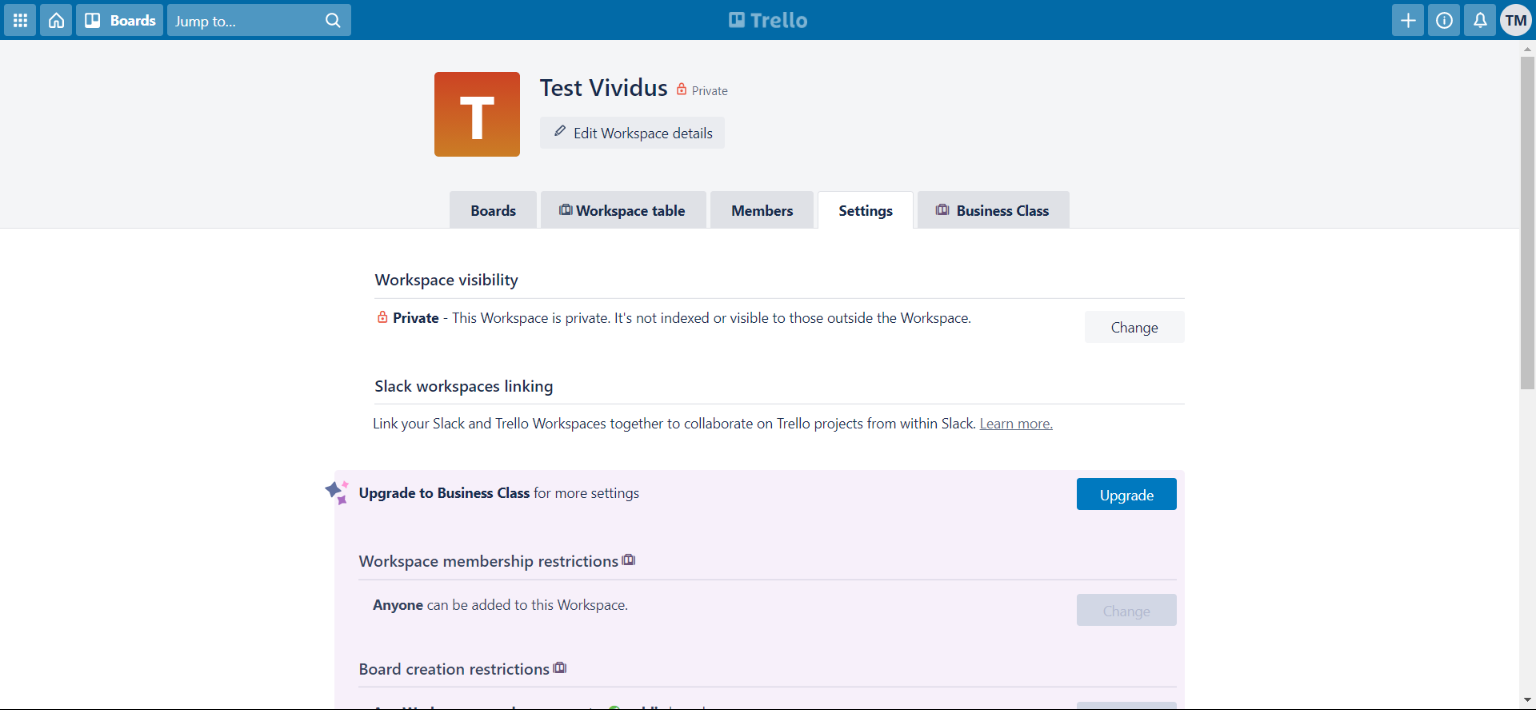 Boards
Jump to...
Trello
TM
T
Test Vividus
Private
Edit Workspace details
Boards
Workspace table
Members
Settings
Business Class
Workspace visibility
Private - This Workspace is private. It's not indexed or visible to those outside the Workspace.
Change
Slack workspaces linking
Link your Slack and Trello Workspaces together to collaborate on Trello projects from within Slack. Learn more.
Upgrade to Business Class for more settings
Upgrade
Workspace membership restrictions
Anyone can be added to this Workspace.
Change
Board creation restrictions